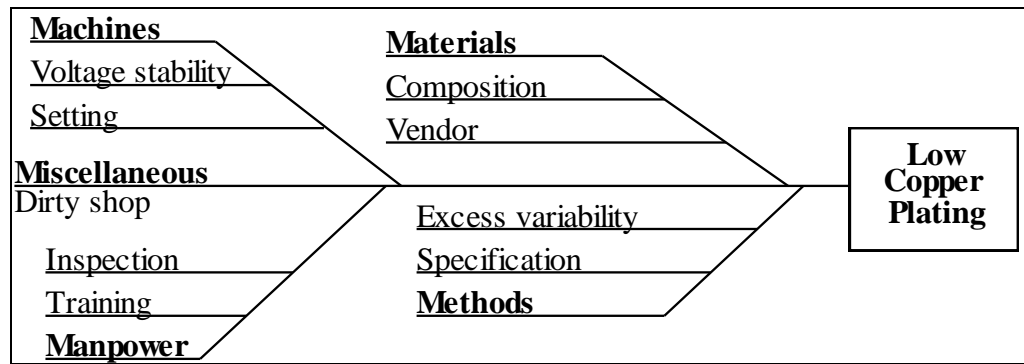 Machines
Voltage stability
Setting
Materials
Composition
Vendor
Miscellaneous
Dirty shop
Low
Copper
Plating
Inspection
Training
Manpower
Excess variability
Specification
Methods